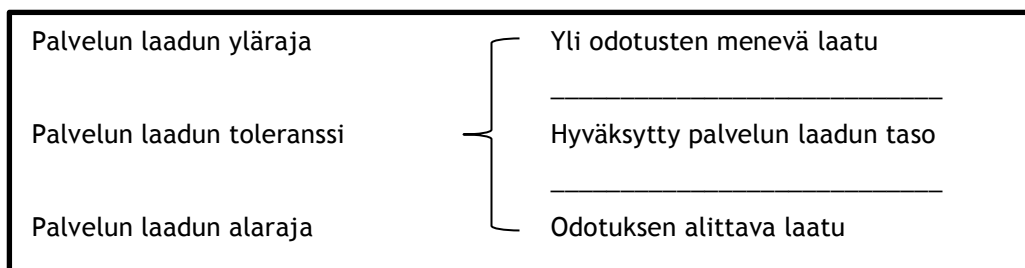 Palvelun laadun yläraja Yli odotusten menevä laatu
Palvelun laadun toleranssi Hyväksytty palvelun laadun taso
Palvelun laadun alaraja Odotuksen alittava laatu